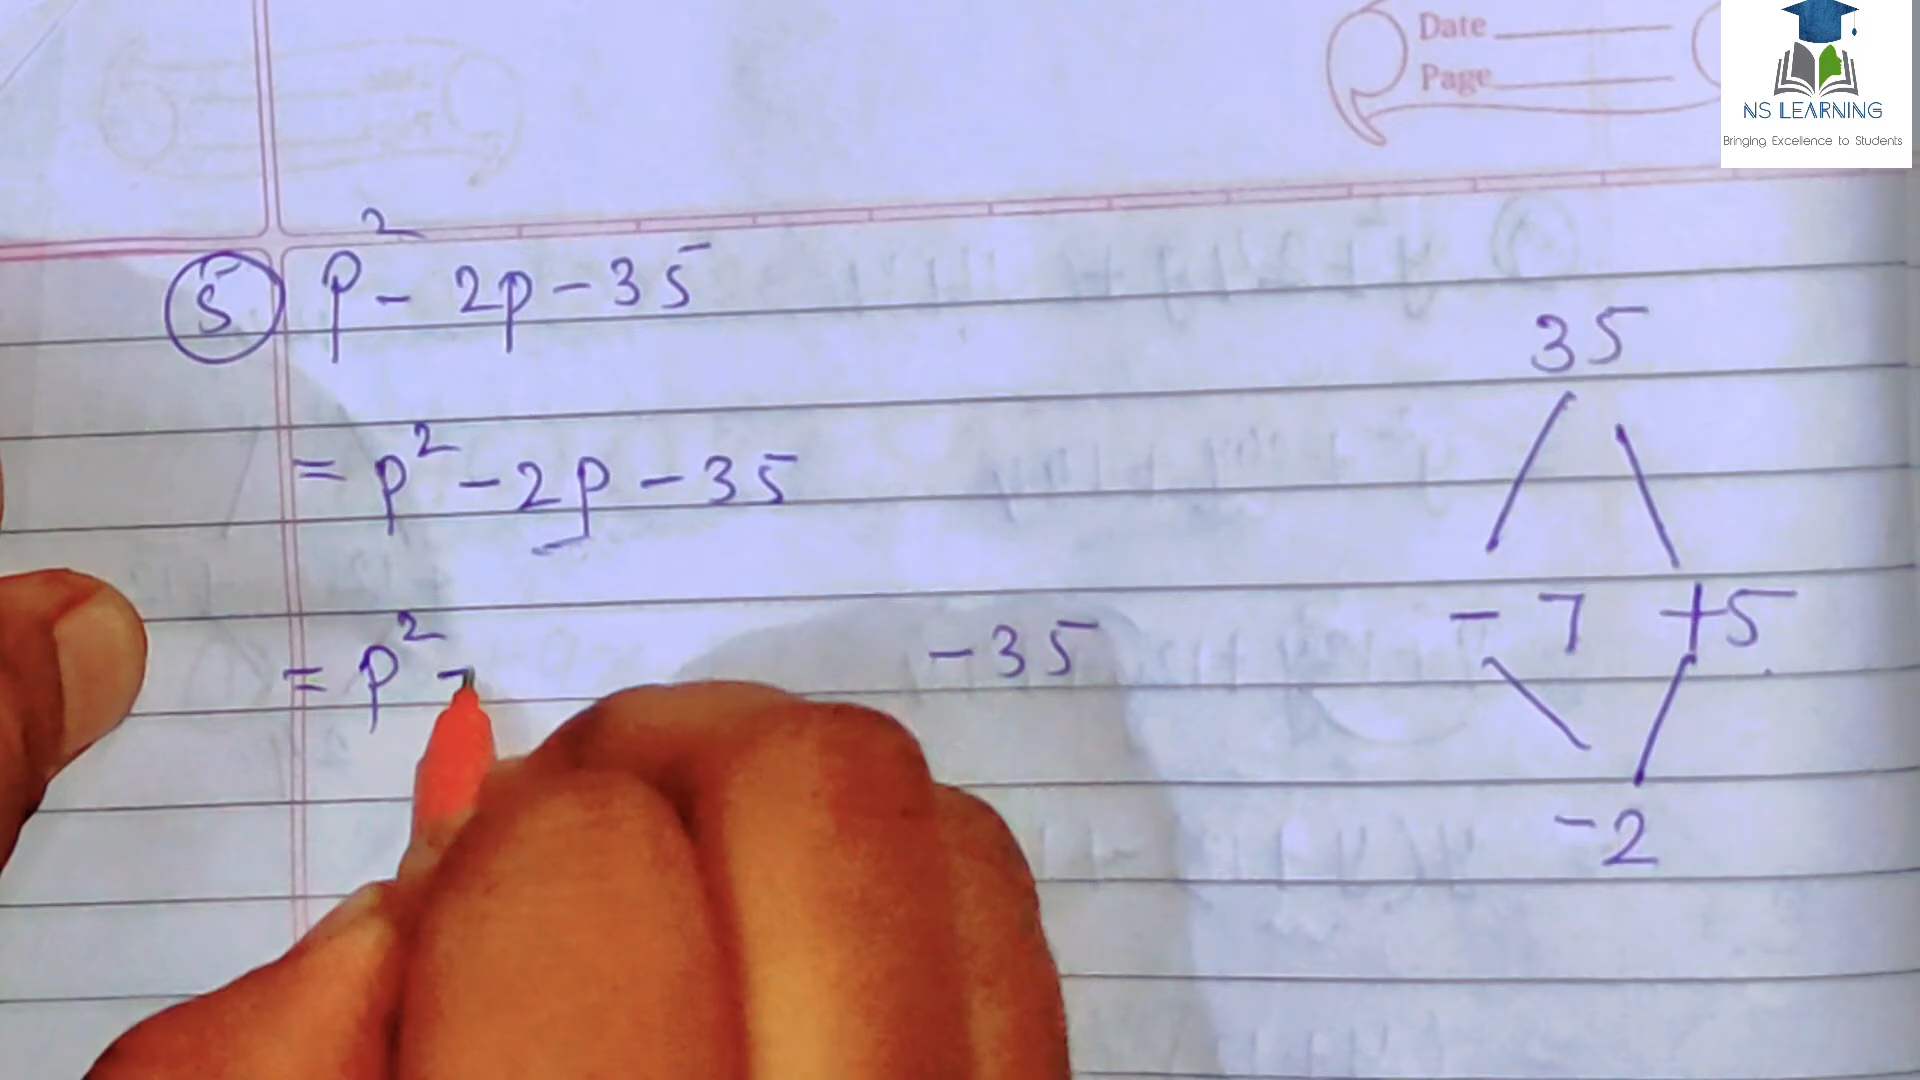 Date
Page
NS LEARNING
Bringing Excellence to Students
5 p² - 2p - 35
= p² - 2p - 35
= p² - -35
35
- 7 +5
-2